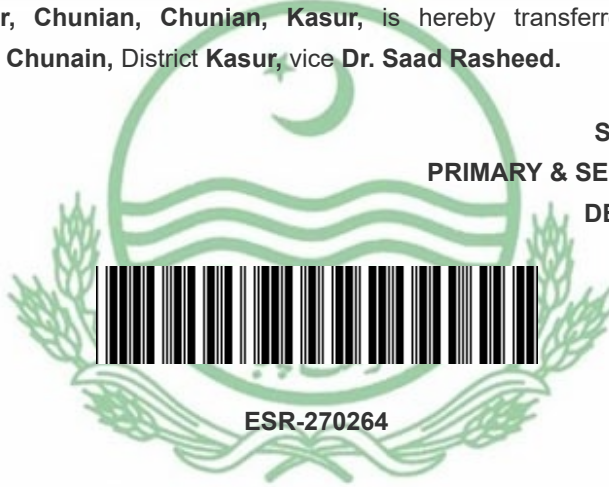 r, Chunian, Chunian, Kasur, is hereby transferr
Chunain, District Kasur, vice Dr. Saad Rasheed.
S
PRIMARY & SE
DE
ESR-270264